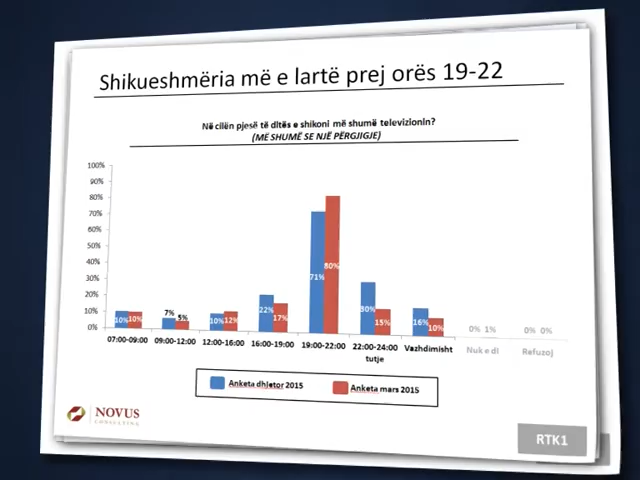 Shikueshmëria më e lartë prej orës 19-22
Në cilën pjesë të ditës e shikoni më shumë televizionin?
(MË SHUMË SE NJË PËRGJIGJE)
100%
90%
80%
70%
60%
50%
40%
30%
20%
10%
0%
10% 10%
7% 5%
10% 12%
22% 17%
71% 80%
30% 15%
16% 10%
0% 1%
0% 0%
07:00-09:00 09:00-12:00 12:00-16:00 16:00-19:00 19:00-22:00 22:00-24:00 Vazhdimisht Nuk e di Refuzoj
tutje
Anketa dhjetor 2015 Anketa mars 2015
NOVUS
CONSULTING
RTK1